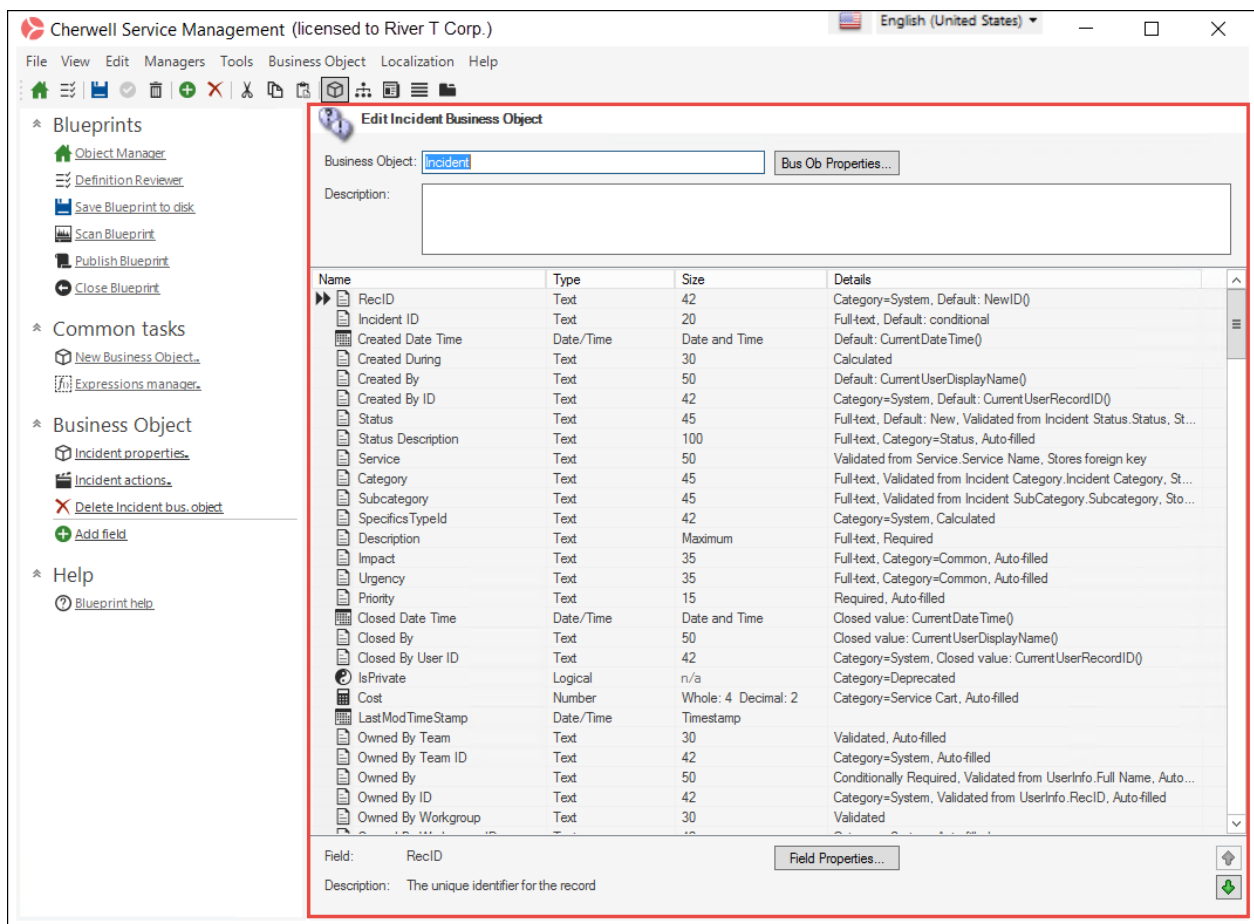 Cherwell Service Management (licensed to River T Corp.) English (United States)
File View Edit Managers Tools Business Object Localization Help
Blueprints
Object Manager
Definition Reviewer
Save Blueprint to disk
Scan Blueprint
Publish Blueprint
Close Blueprint
Common tasks
New Business Object...
Expressions manager...
Business Object
Incident properties...
Incident actions...
Delete Incident bus. object
Add field
Help
Blueprint help
Edit Incident Business Object
Business Object: Incident Bus Ob Properties...
Description:
Name Type Size Details
RecID Text 42 Category=System, Default: NewID()
Incident ID Text 20 Full-text, Default: conditional
Created Date Time Date/Time Date and Time Default: CurrentDateTime()
Created During Text 30 Calculated
Created By Text 50 Default: CurrentUserDisplayName()
Created By ID Text 42 Category=System, Default: CurrentUserRecordID()
Status Text 45 Full-text, Default: New, Validated from Incident Status.Status, St...
Status Description Text 100 Full-text, Category=Status, Auto-filled
Service Text 50 Validated from Service.Service Name, Stores foreign key
Category Text 45 Full-text, Validated from Incident Category.Incident Category, St...
Subcategory Text 45 Full-text, Validated from Incident SubCategory.Subcategory, Sto...
SpecificsTypeId Text 42 Category=System, Calculated
Description Text Maximum Full-text, Required
Impact Text 35 Full-text, Category=Common, Auto-filled
Urgency Text 35 Full-text, Category=Common, Auto-filled
Priority Text 15 Required, Auto-filled
Closed Date Time Date/Time Date and Time Closed value: CurrentDateTime()
Closed By Text 50 Closed value: CurrentUserDisplayName()
Closed By User ID Text 42 Category=System, Closed value: CurrentUserRecordID()
IsPrivate Logical n/a Category=Deprecated
Cost Number Whole: 4 Decimal: 2 Category=Service Cart, Auto-filled
LastModTimeStamp Date/Time Timestamp
Owned By Team Text 30 Validated, Auto-filled
Owned By Team ID Text 42 Category=System, Auto-filled
Owned By Text 50 Conditionally Required, Validated from UserInfo.Full Name, Auto...
Owned By ID Text 42 Category=System, Validated from UserInfo.RecID, Auto-filled
Owned By Workgroup Text 30 Validated
Field: RecID Field Properties...
Description: The unique identifier for the record